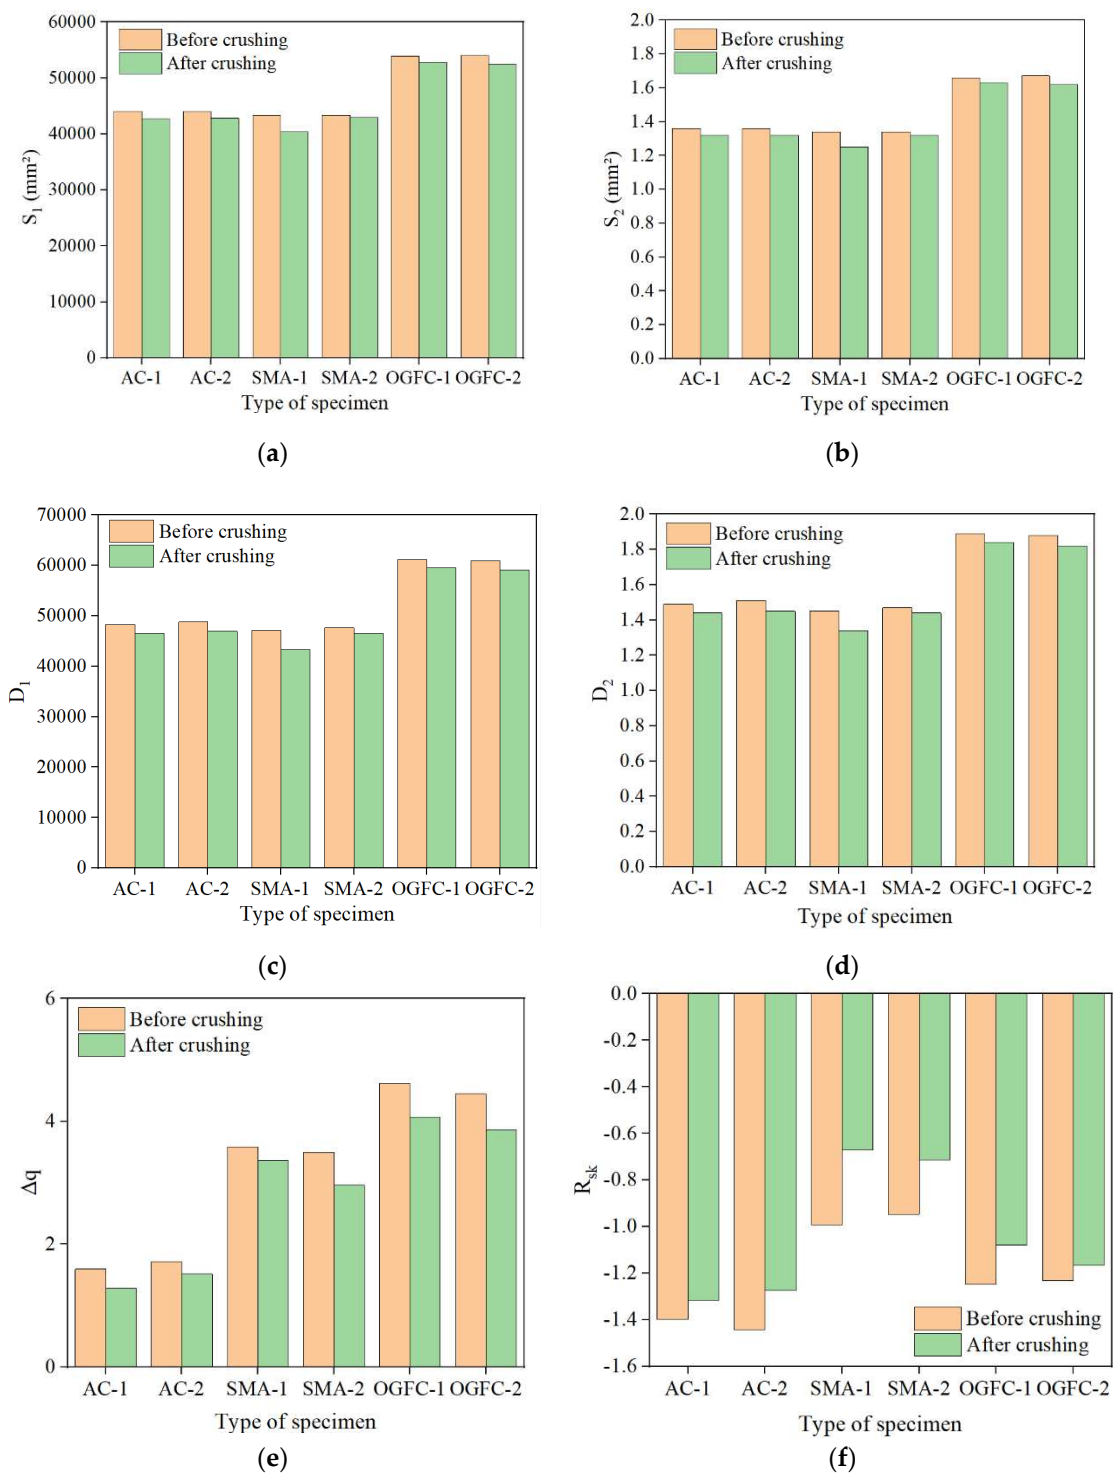 60000
50000
40000
30000
20000
10000
0
S₁ (mm²)
Before crushing
After crushing
AC-1 AC-2 SMA-1 SMA-2 OGFC-1 OGFC-2
Type of specimen
(a)
2.0
1.8
1.6
1.4
1.2
1.0
0.8
0.6
0.4
0.2
0.0
S₂ (mm²)
Before crushing
After crushing
AC-1 AC-2 SMA-1 SMA-2 OGFC-1 OGFC-2
Type of specimen
(b)
70000
60000
50000
40000
30000
20000
10000
0
D₁
Before crushing
After crushing
AC-1 AC-2 SMA-1 SMA-2 OGFC-1 OGFC-2
Type of specimen
(c)
2.0
1.8
1.6
1.4
1.2
1.0
0.8
0.6
0.4
0.2
0.0
D₂
Before crushing
After crushing
AC-1 AC-2 SMA-1 SMA-2 OGFC-1 OGFC-2
Type of specimen
(d)
6
4
2
0
Δq
Before crushing
After crushing
AC-1 AC-2 SMA-1 SMA-2 OGFC-1 OGFC-2
Type of specimen
(e)
0.0
-0.2
-0.4
-0.6
-0.8
-1.0
-1.2
-1.4
-1.6
Rsk
Before crushing
After crushing
AC-1 AC-2 SMA-1 SMA-2 OGFC-1 OGFC-2
Type of specimen
(f)